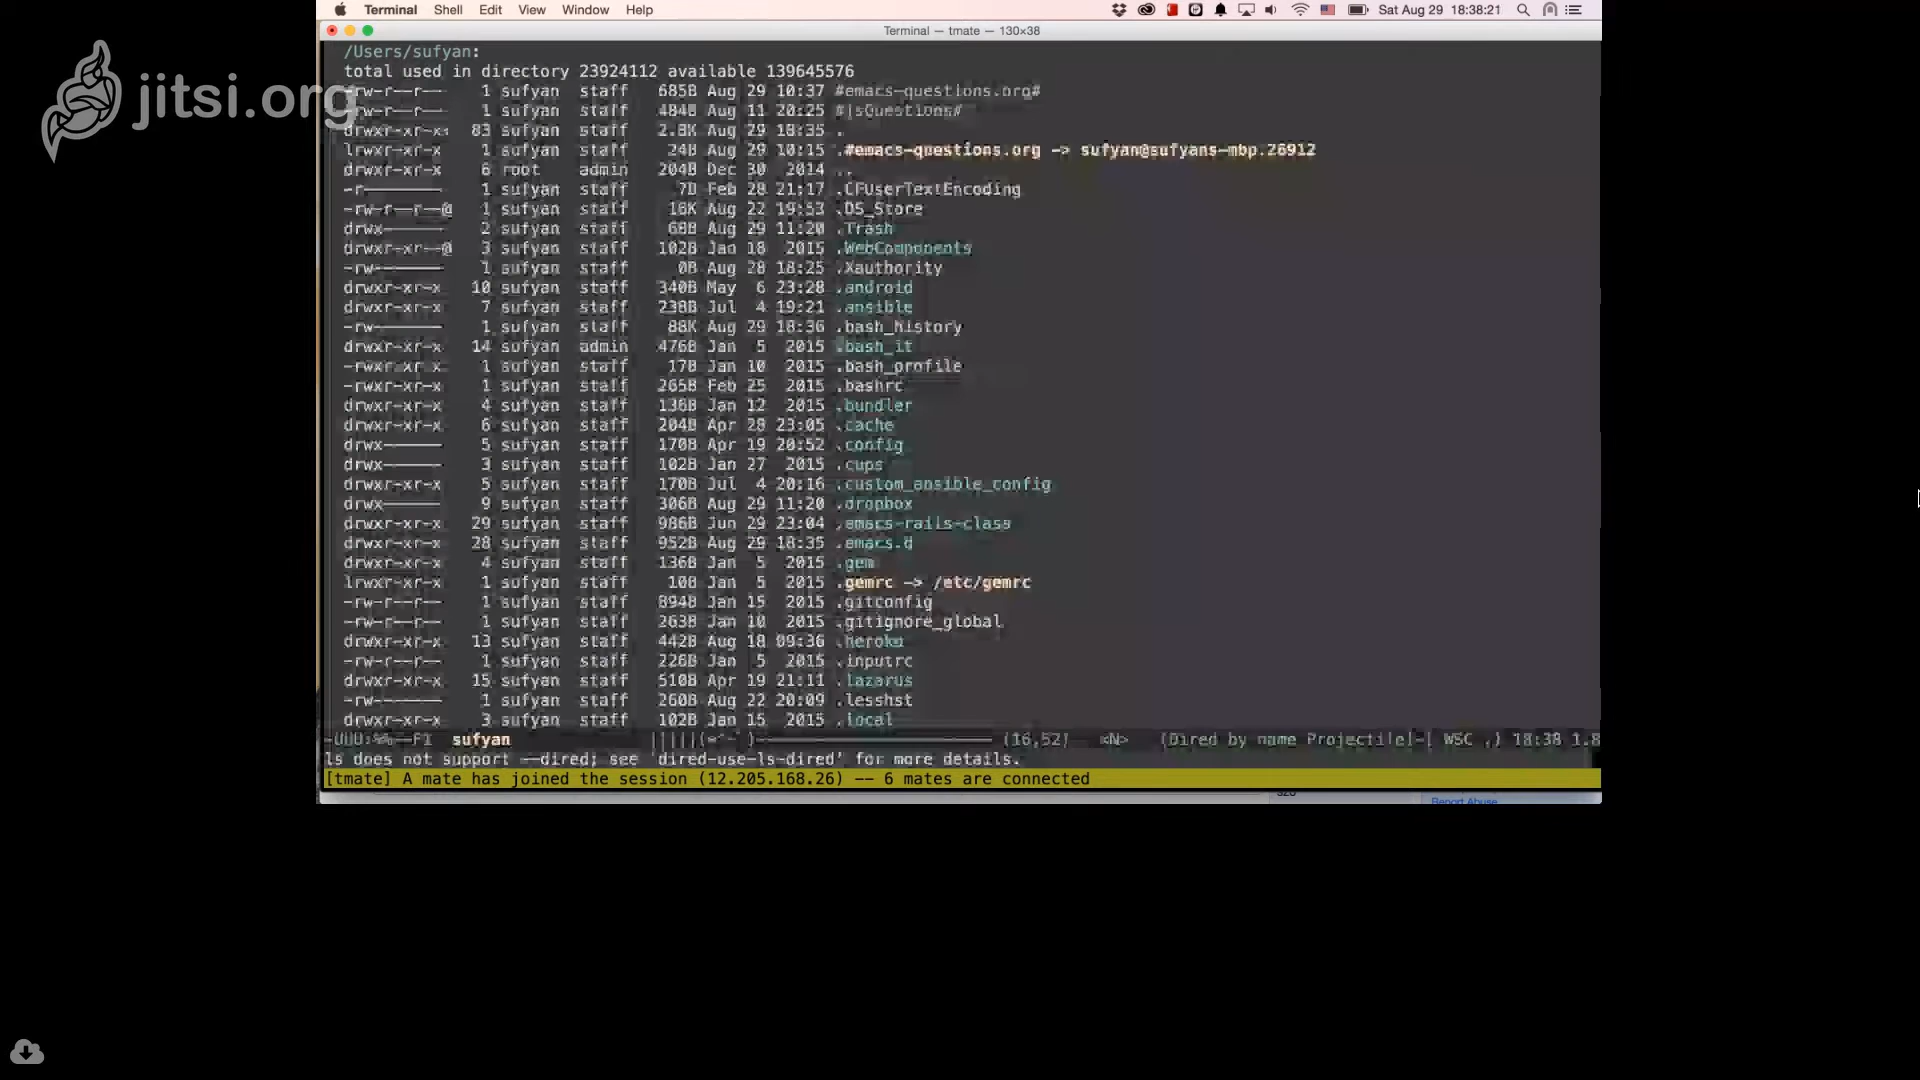 Terminal Shell Edit View Window Help Sat Aug 29 18:38:21
Terminal — tmate — 130×38
jitsi.org
/Users/sufyan:
total used in directory 23924112 available 139645576
-rw-r--r-- 1 sufyan staff 685B Aug 29 10:37 #emacs-questions.org#
-rw-r--r-- 1 sufyan staff 484B Aug 11 20:25 #jsQuestions#
drwxr-xr-x+ 83 sufyan staff 2.8K Aug 29 18:35 .
lrwxr-xr-x 1 sufyan staff 24B Aug 29 10:15 .#emacs-questions.org -> sufyan@sufyans-mbp.26912
drwxr-xr-x 6 root admin 204B Dec 30 2014 ..
-r-------- 1 sufyan staff 7B Feb 28 21:17 .CFUserTextEncoding
-rw-r--r--@ 1 sufyan staff 16K Aug 22 19:53 .DS_Store
drwx------ 2 sufyan staff 68B Aug 29 11:20 .Trash
drwxr-xr--@ 3 sufyan staff 102B Jan 18 2015 .WebComponents
-rw------- 1 sufyan staff 0B Aug 28 18:25 .Xauthority
drwxr-xr-x 10 sufyan staff 340B May 6 23:28 .android
drwxr-xr-x 7 sufyan staff 238B Jul 4 19:21 .ansible
-rw------- 1 sufyan staff 88K Aug 29 18:36 .bash_history
drwxr-xr-x 14 sufyan admin 476B Jan 5 2015 .bash_it
-rwxr-xr-x 1 sufyan staff 17B Jan 10 2015 .bash_profile
-rwxr-xr-x 1 sufyan staff 265B Feb 25 2015 .bashrc
drwxr-xr-x 4 sufyan staff 136B Jan 12 2015 .bundler
drwxr-xr-x 6 sufyan staff 204B Apr 28 23:05 .cache
drwx------ 5 sufyan staff 170B Apr 19 20:52 .config
drwx------ 3 sufyan staff 102B Jan 27 2015 .cups
drwxr-xr-x 5 sufyan staff 170B Jul 4 20:16 .custom_ansible_config
drwx------ 9 sufyan staff 306B Aug 29 11:20 .dropbox
drwxr-xr-x 29 sufyan staff 986B Jun 29 23:04 .emacs-rails-class
drwxr-xr-x 28 sufyan staff 952B Aug 29 18:35 .emacs.d
drwxr-xr-x 4 sufyan staff 136B Jan 5 2015 .gem
lrwxr-xr-x 1 sufyan staff 10B Jan 5 2015 .gemrc -> /etc/gemrc
-rw-r--r-- 1 sufyan staff 894B Jan 15 2015 .gitconfig
-rw-r--r-- 1 sufyan staff 263B Jan 10 2015 .gitignore_global
drwxr-xr-x 13 sufyan staff 442B Aug 18 09:36 .heroku
-rw-r--r-- 1 sufyan staff 226B Jan 5 2015 .inputrc
drwxr-xr-x 15 sufyan staff 510B Apr 19 21:11 .lazarus
-rw------- 1 sufyan staff 260B Aug 22 20:09 .lesshst
drwxr-xr-x 3 sufyan staff 102B Jan 15 2015 .local
-UUU:%%--F1 sufyan (16,52) <N> (Dired by name Projectile[-] WSC ,) 18:38 1.8
ls does not support --dired; see `dired-use-ls-dired' for more details.
[tmate] A mate has joined the session (12.205.168.26) -- 6 mates are connected
Report Abuse